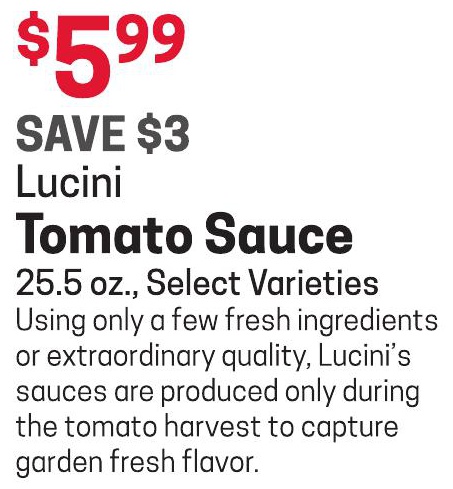 $5.99
SAVE $3
Lucini
Tomato Sauce
25.5 oz., Select Varieties
Using only a few fresh ingredients
or extraordinary quality, Lucini's
sauces are produced only during
the tomato harvest to capture
garden fresh flavor.